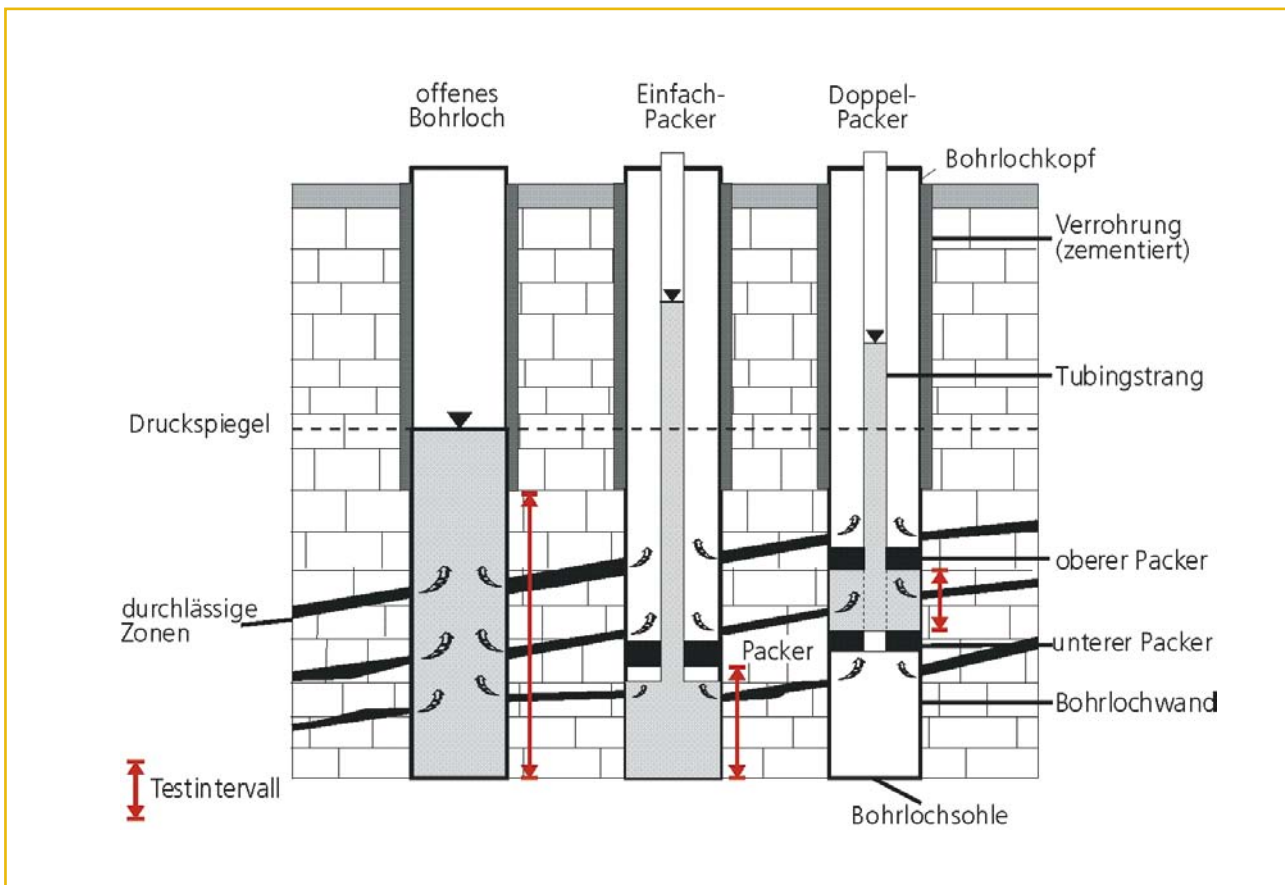 offenes
Bohrloch
Einfach-
Packer
Doppel-
Packer
Bohrlochkopf
Verrohrung
(zementiert)
Tubingstrang
Druckspiegel
oberer Packer
durchlässige
Zonen
Packer
unterer Packer
Bohrlochwand
Testintervall
Bohrlochsohle